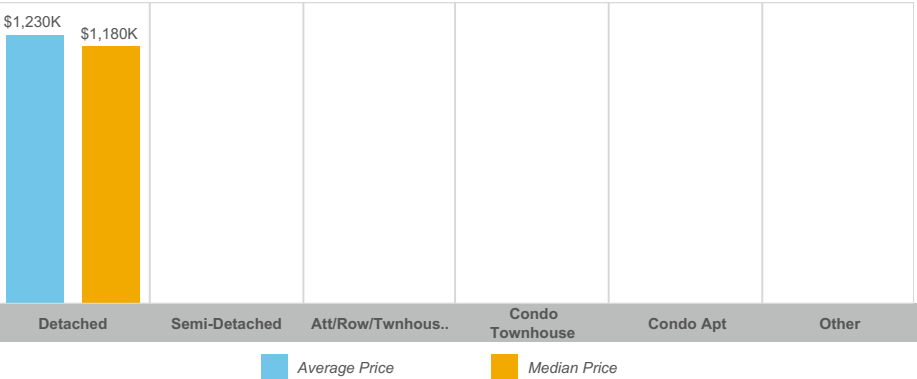 $1,230K
$1,180K
Detached
Semi-Detached
Att/Row/Twnhous..
Condo
Townhouse
Condo Apt
Other
Average Price
Median Price